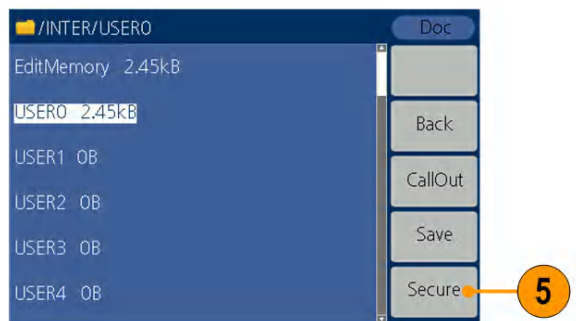 /INTER/USER0
Doc
EditMemory 2.45kB
USER0 2.45kB
USER1 0B
USER2 0B
USER3 0B
USER4 0B
Back
CallOut
Save
Secure
5